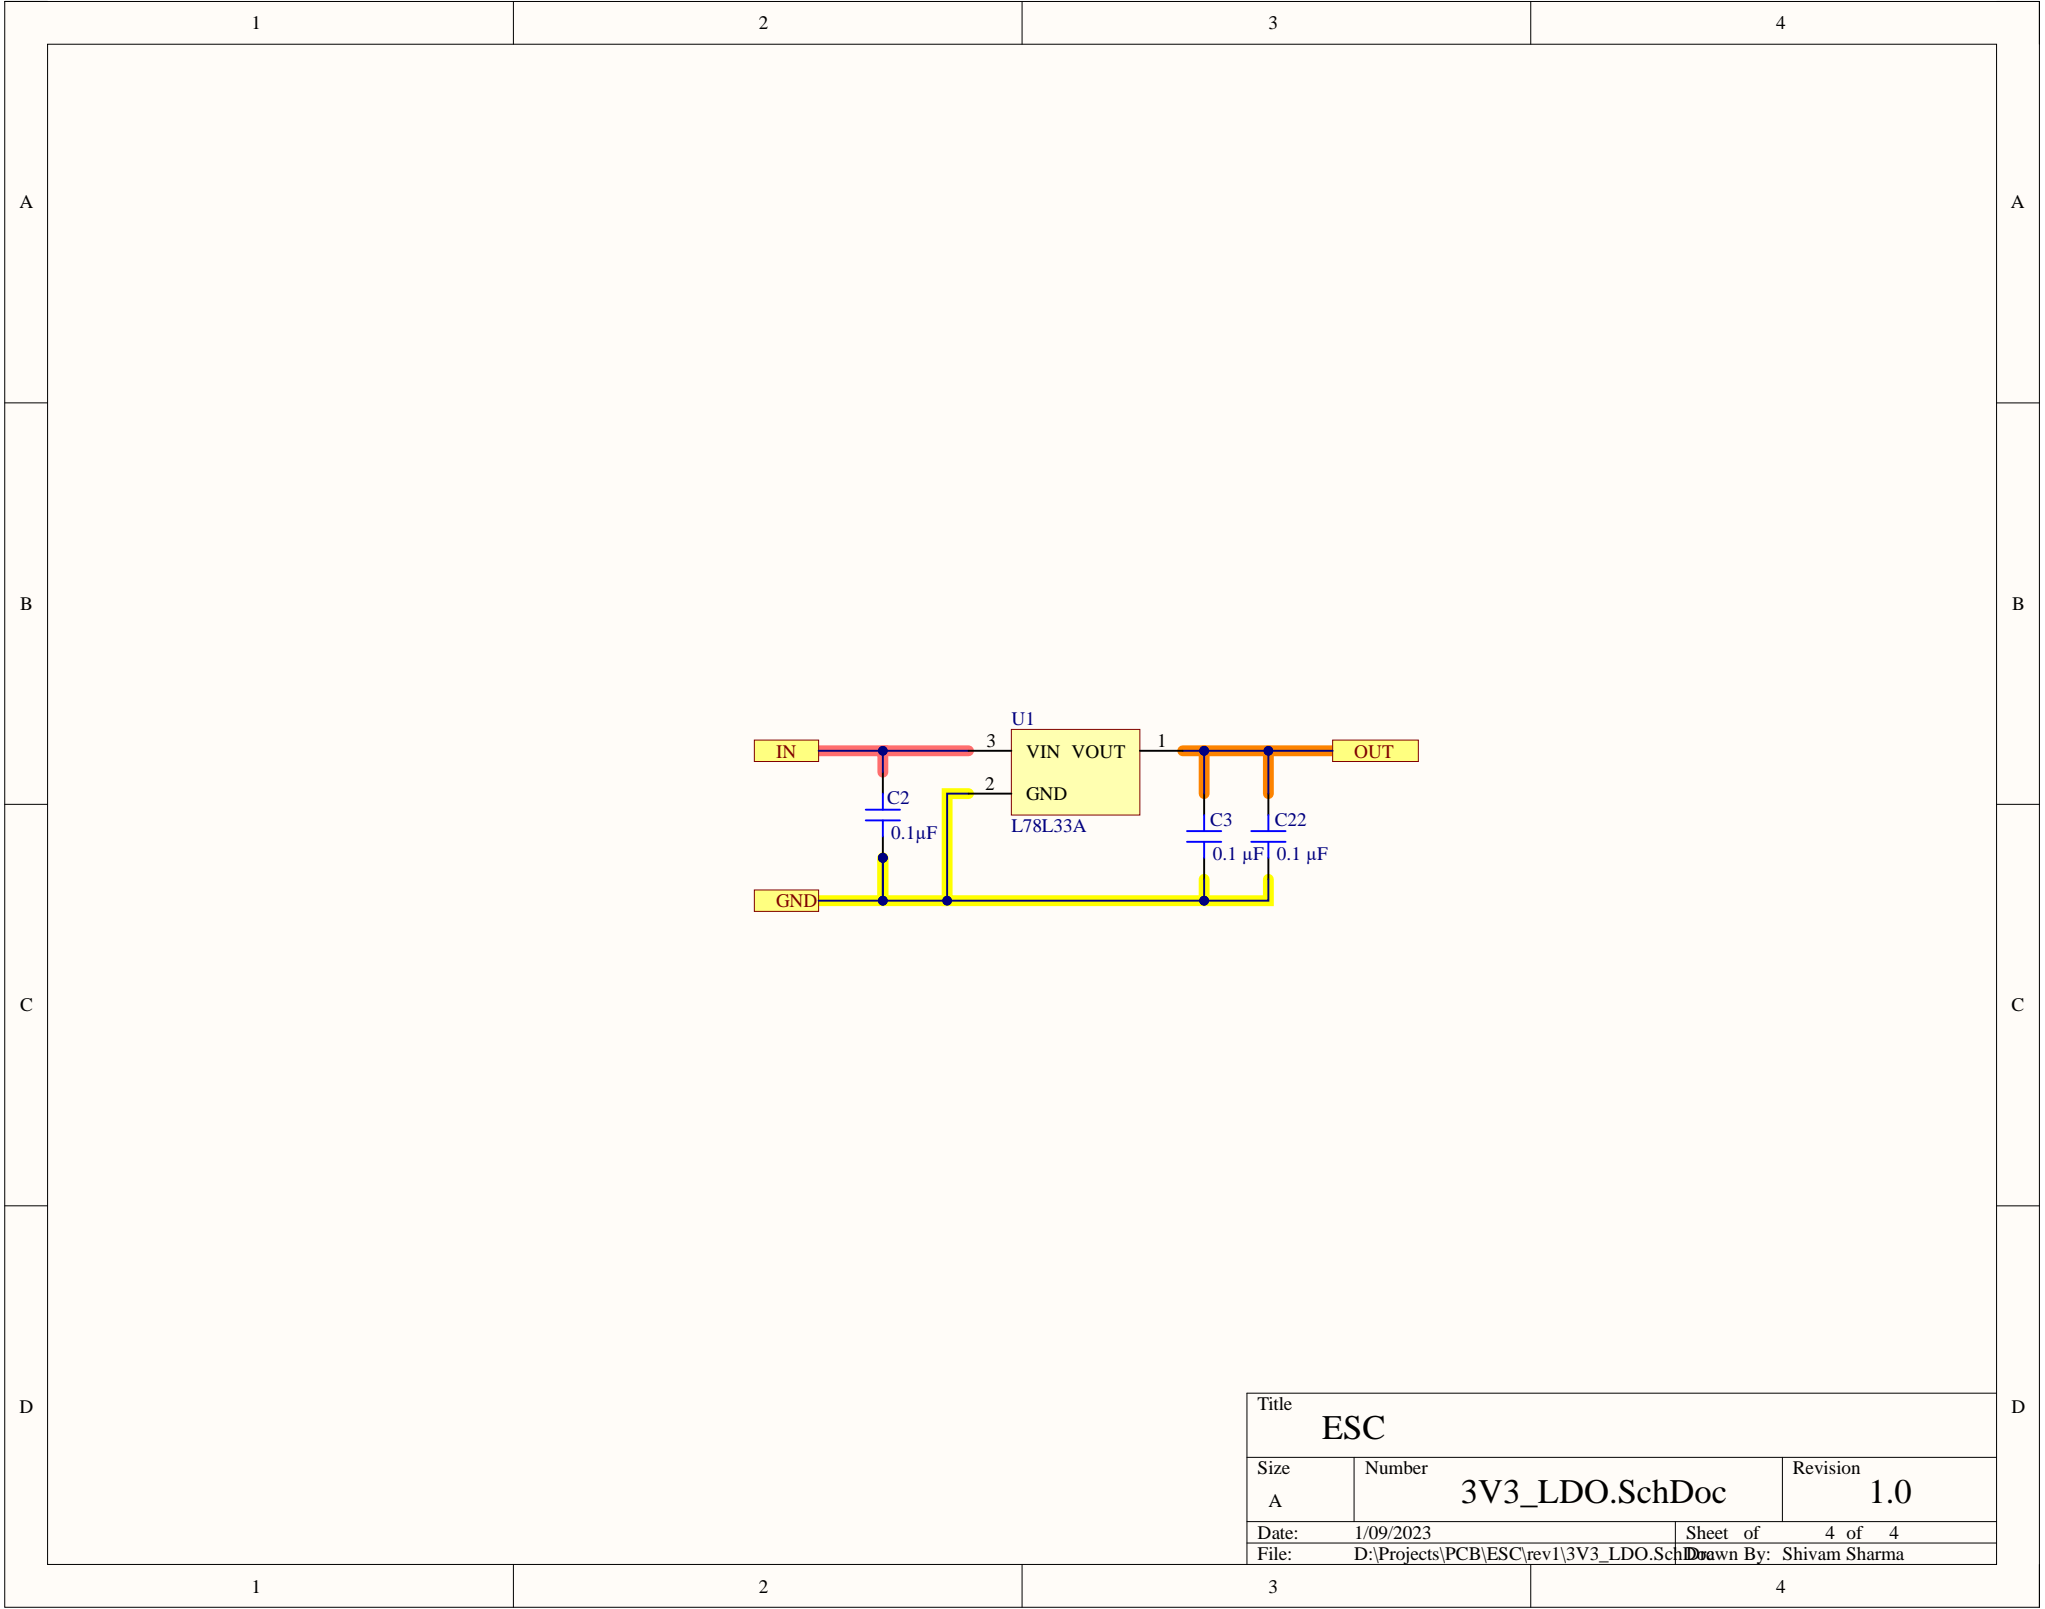 1 2 3 4
A A
B B
U1
IN 3 VIN VOUT 1 OUT
2 GND
C2
L78L33A
C3 C22
0.1µF
0.1 µF 0.1 µF
GND
C C
D D
Title
ESC
Size Number Revision
A 3V3_LDO.SchDoc 1.0
Date: 1/09/2023 Sheet of 4 of 4
File: D:\Projects\PCB\ESC\rev1\3V3_LDO.SchDoc Drawn By: Shivam Sharma
1 2 3 4